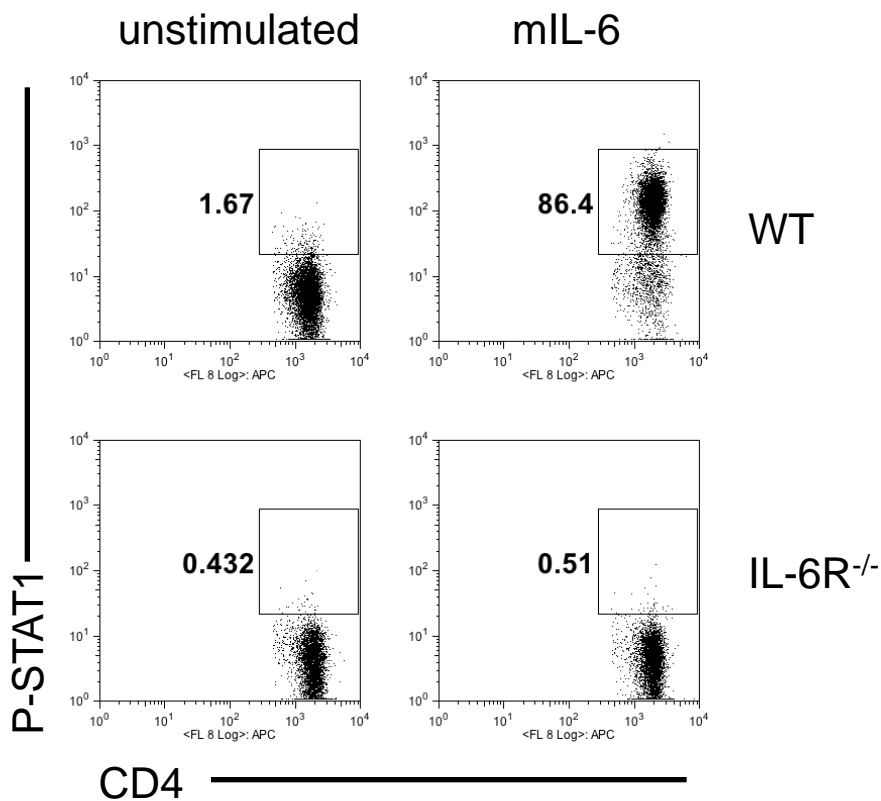 unstimulated mIL-6
10⁴ 10⁴
10³ 10³
10² 10²
1.67 86.4 WT
10¹ 10¹
10⁰ 10⁰
10⁰ 10¹ 10² 10³ 10⁴ 10⁰ 10¹ 10² 10³ 10⁴
<FL 8 Log>: APC <FL 8 Log>: APC
10⁴ 10⁴
10³ 10³
0.432 0.51 IL-6R⁻/⁻
10² 10²
10¹ 10¹
10⁰ 10⁰
10⁰ 10¹ 10² 10³ 10⁴ 10⁰ 10¹ 10² 10³ 10⁴
<FL 8 Log>: APC <FL 8 Log>: APC
P-STAT1
CD4